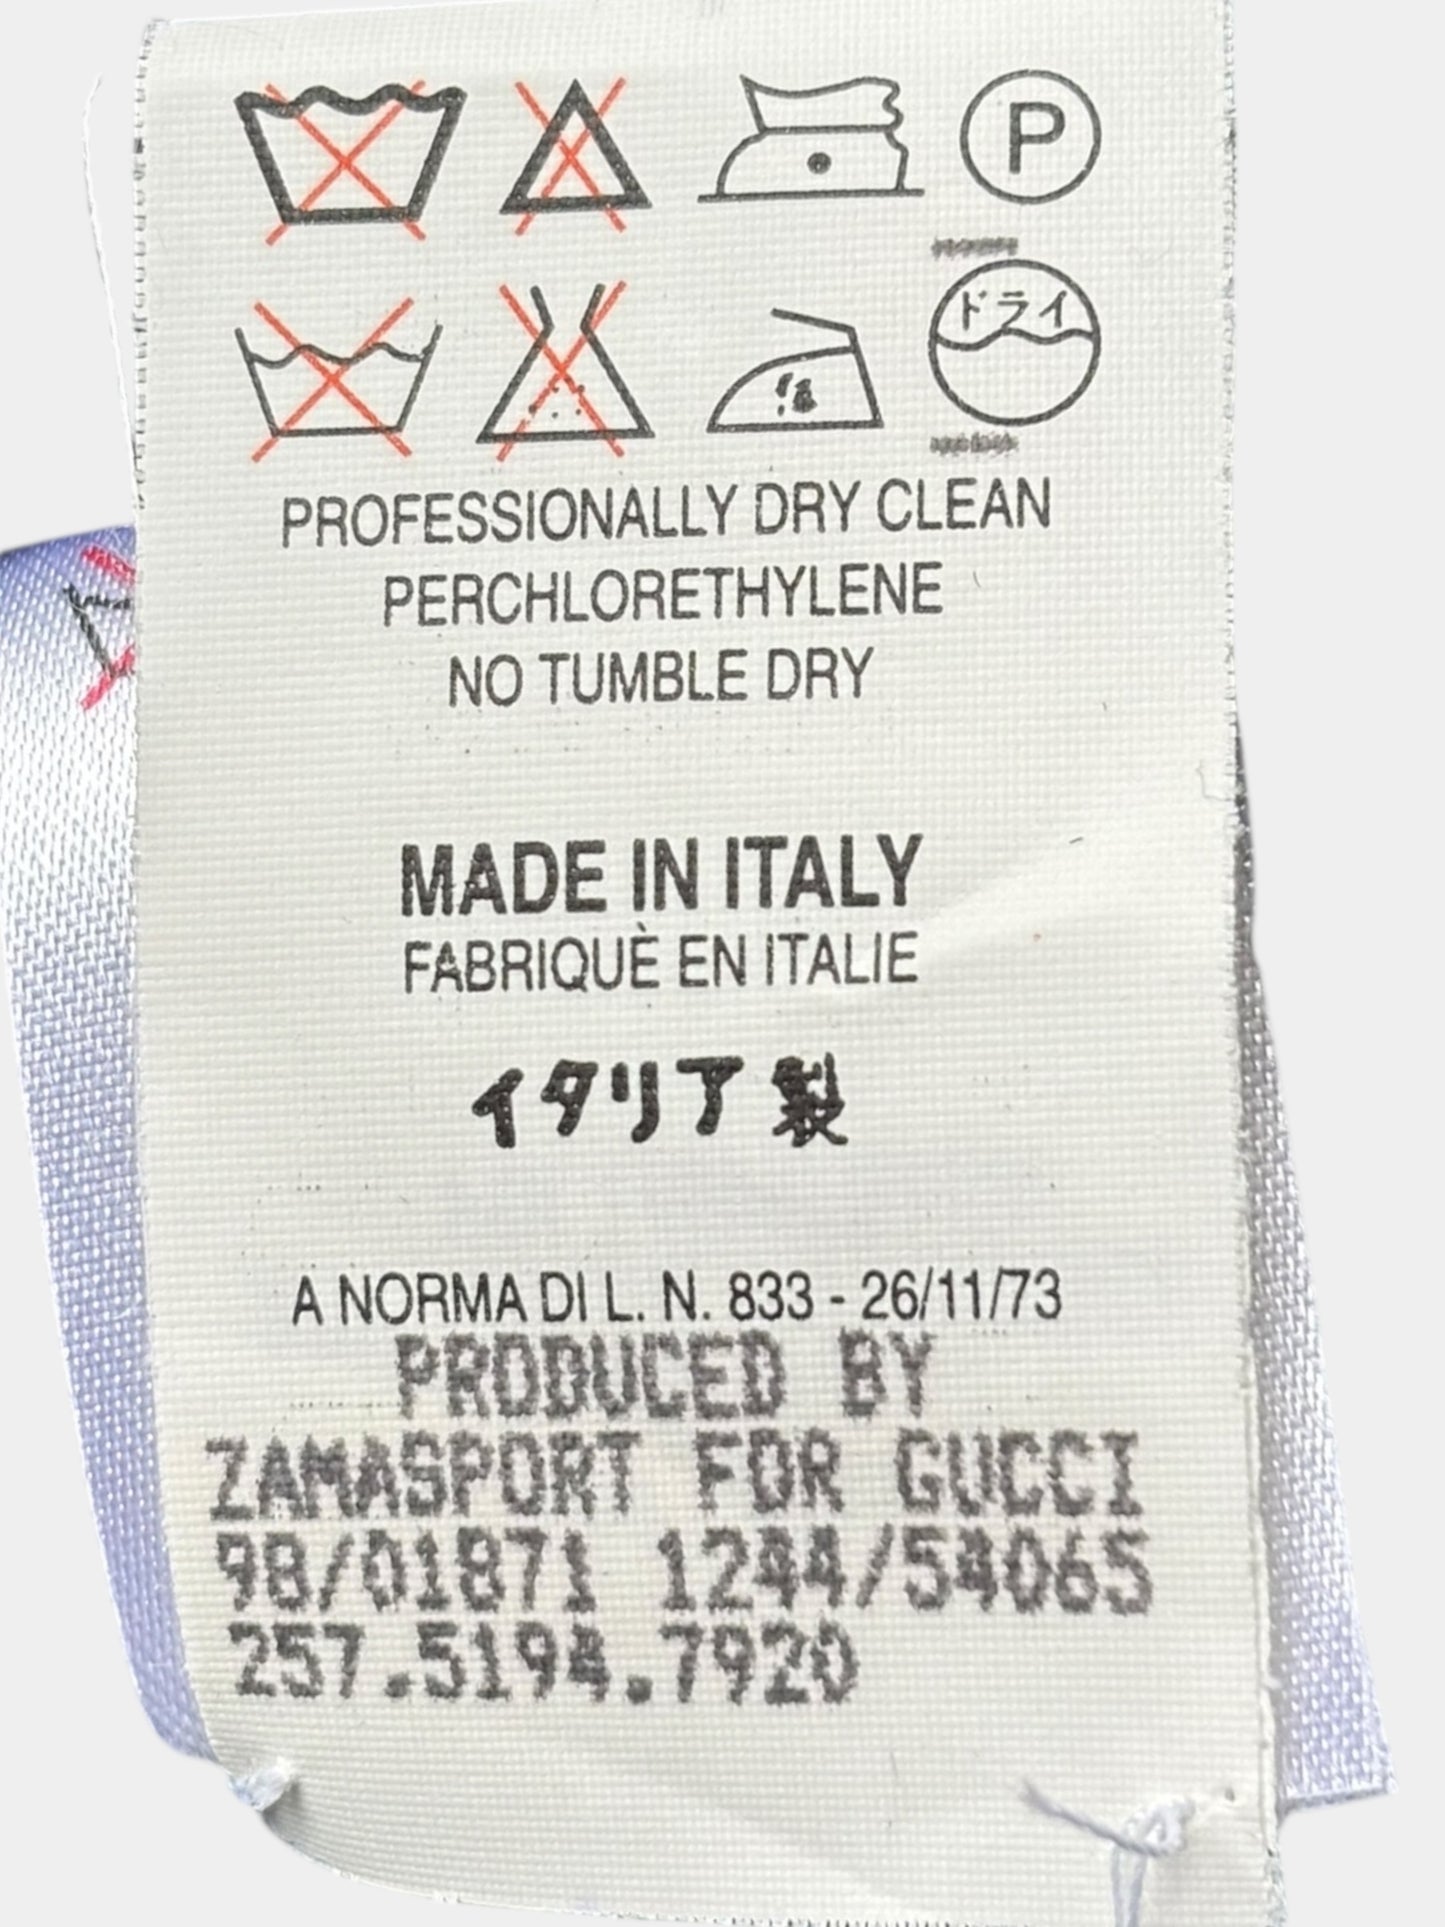 P
ドライ
PROFESSIONALLY DRY CLEAN
PERCHLORETHYLENE
NO TUMBLE DRY
MADE IN ITALY
FABRIQUÈ EN ITALIE
イタリア製
A NORMA DI L. N. 833 - 26/11/73
PRODUCED BY
ZAMASPORT FOR GUCCI
98/01871 1244/54065
257.5194.7920